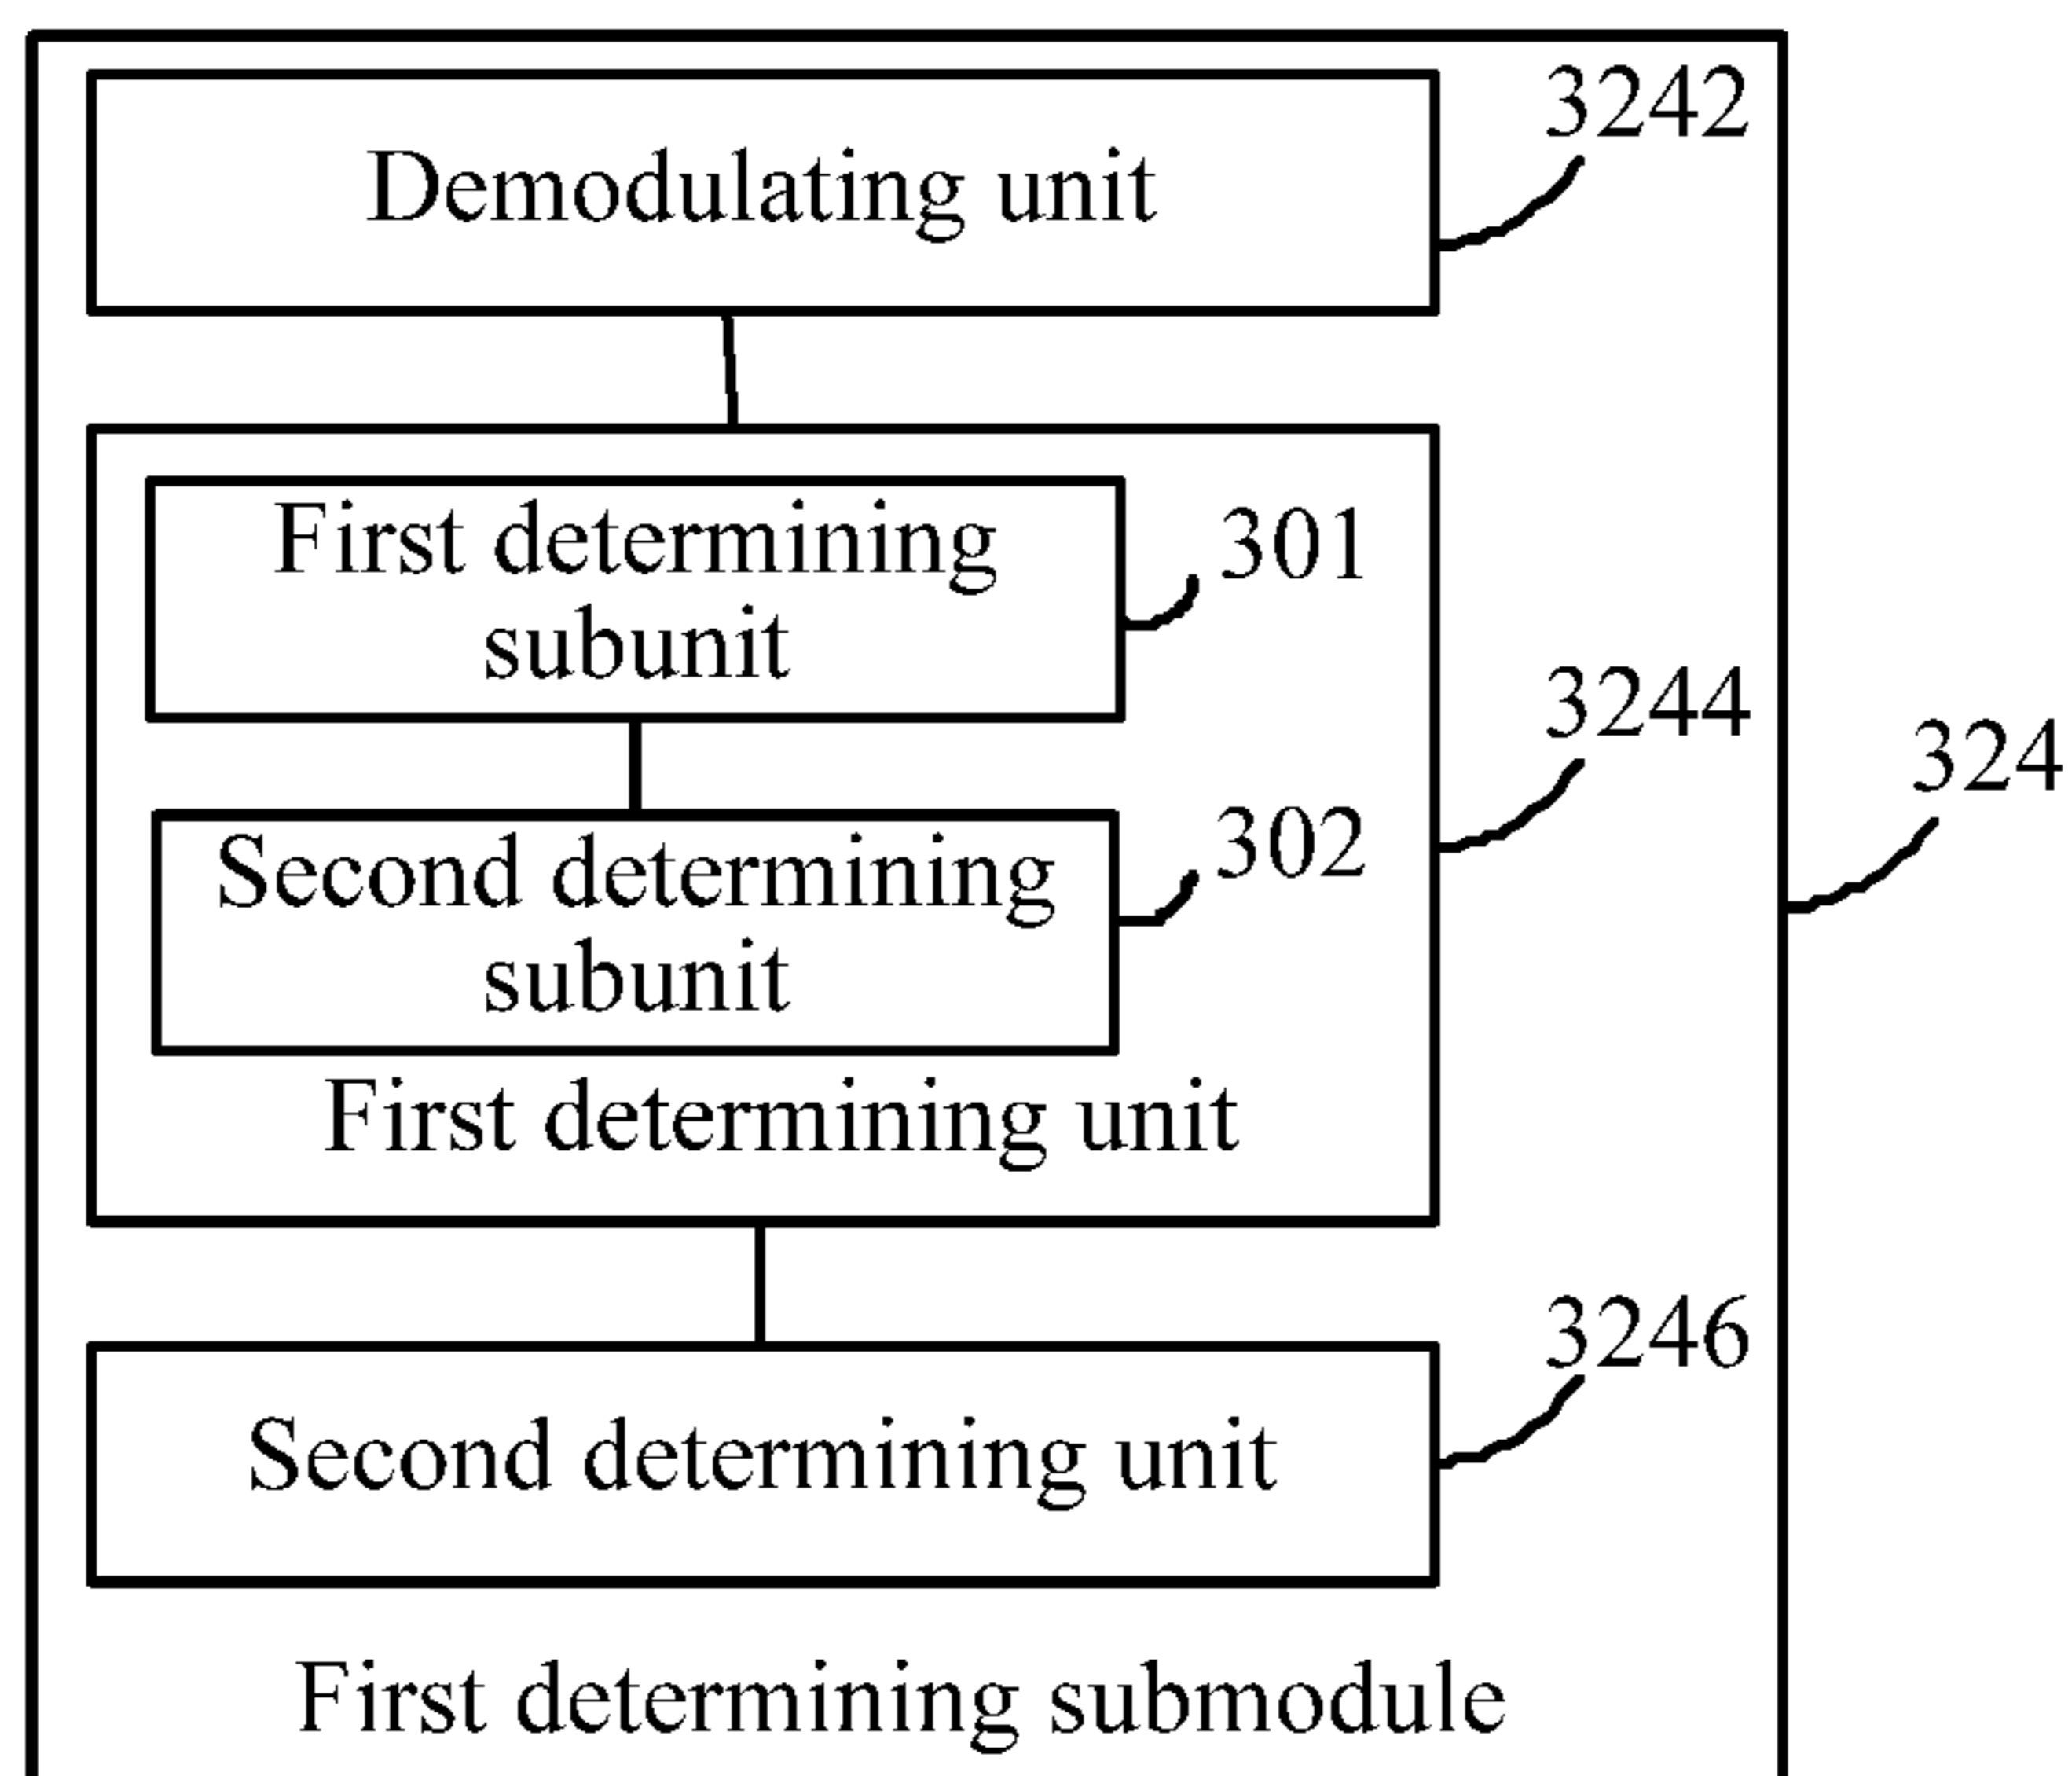 3242
Demodulating unit
First determining
subunit
301
3244
324
Second determining
subunit
302
First determining unit
3246
Second determining unit
First determining submodule